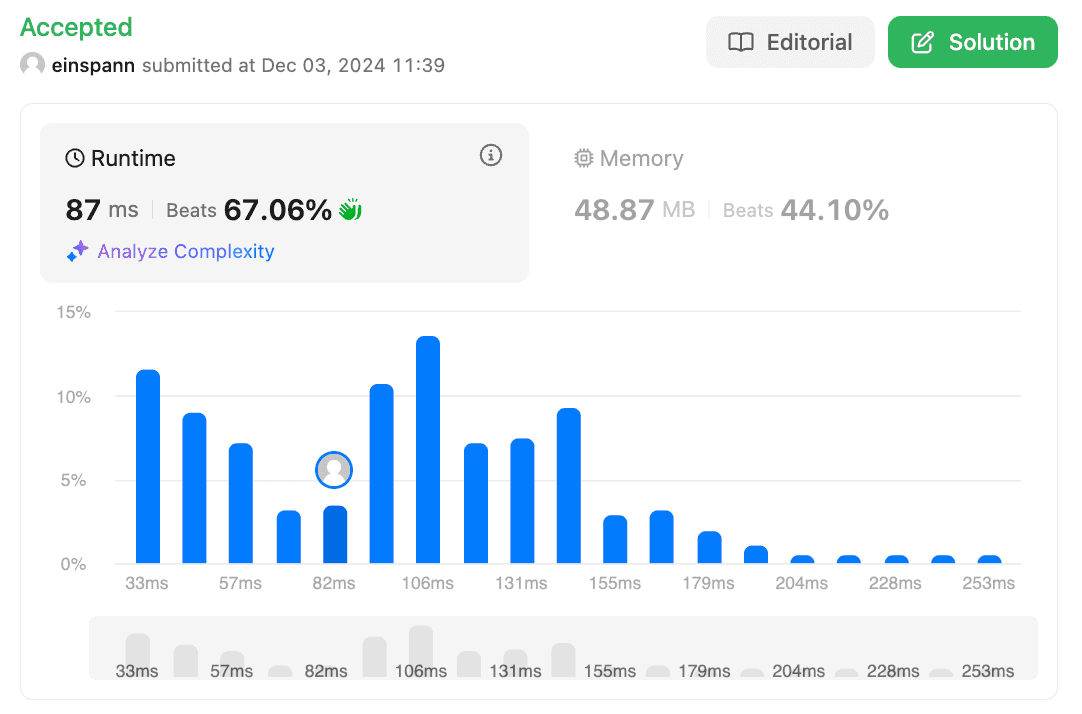 Accepted
Editorial
Solution
einspann submitted at Dec 03, 2024 11:39
Runtime
87 ms Beats 67.06%
Analyze Complexity
Memory
48.87 MB Beats 44.10%
15%
10%
5%
0%
33ms 57ms 82ms 106ms 131ms 155ms 179ms 204ms 228ms 253ms
33ms 57ms 82ms 106ms 131ms 155ms 179ms 204ms 228ms 253ms